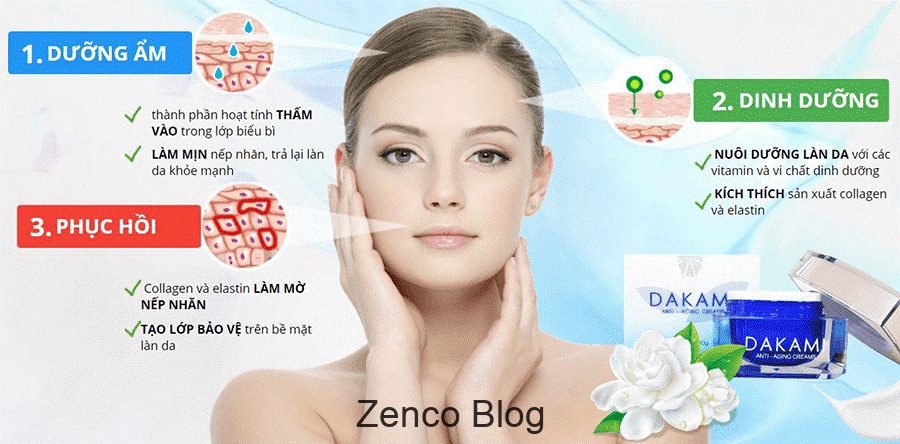 1. DƯỠNG ẨM
thành phần hoạt tính THẤM
VÀO trong lớp biểu bì
LÀM MỊN nếp nhăn, trả lại làn
da khỏe mạnh
3. PHỤC HỒI
Collagen và elastin LÀM MỜ
NẾP NHĂN
TẠO LỚP BẢO VỆ trên bề mặt
làn da
2. DINH DƯỠNG
NUÔI DƯỠNG LÀN DA với các
vitamin và vi chất dinh dưỡng
KÍCH THÍCH sản xuất collagen
và elastin
DAKAMI
ANTI - AGING CREAMS
DAKAMI
ANTI - AGING CREAMS
Zenco Blog